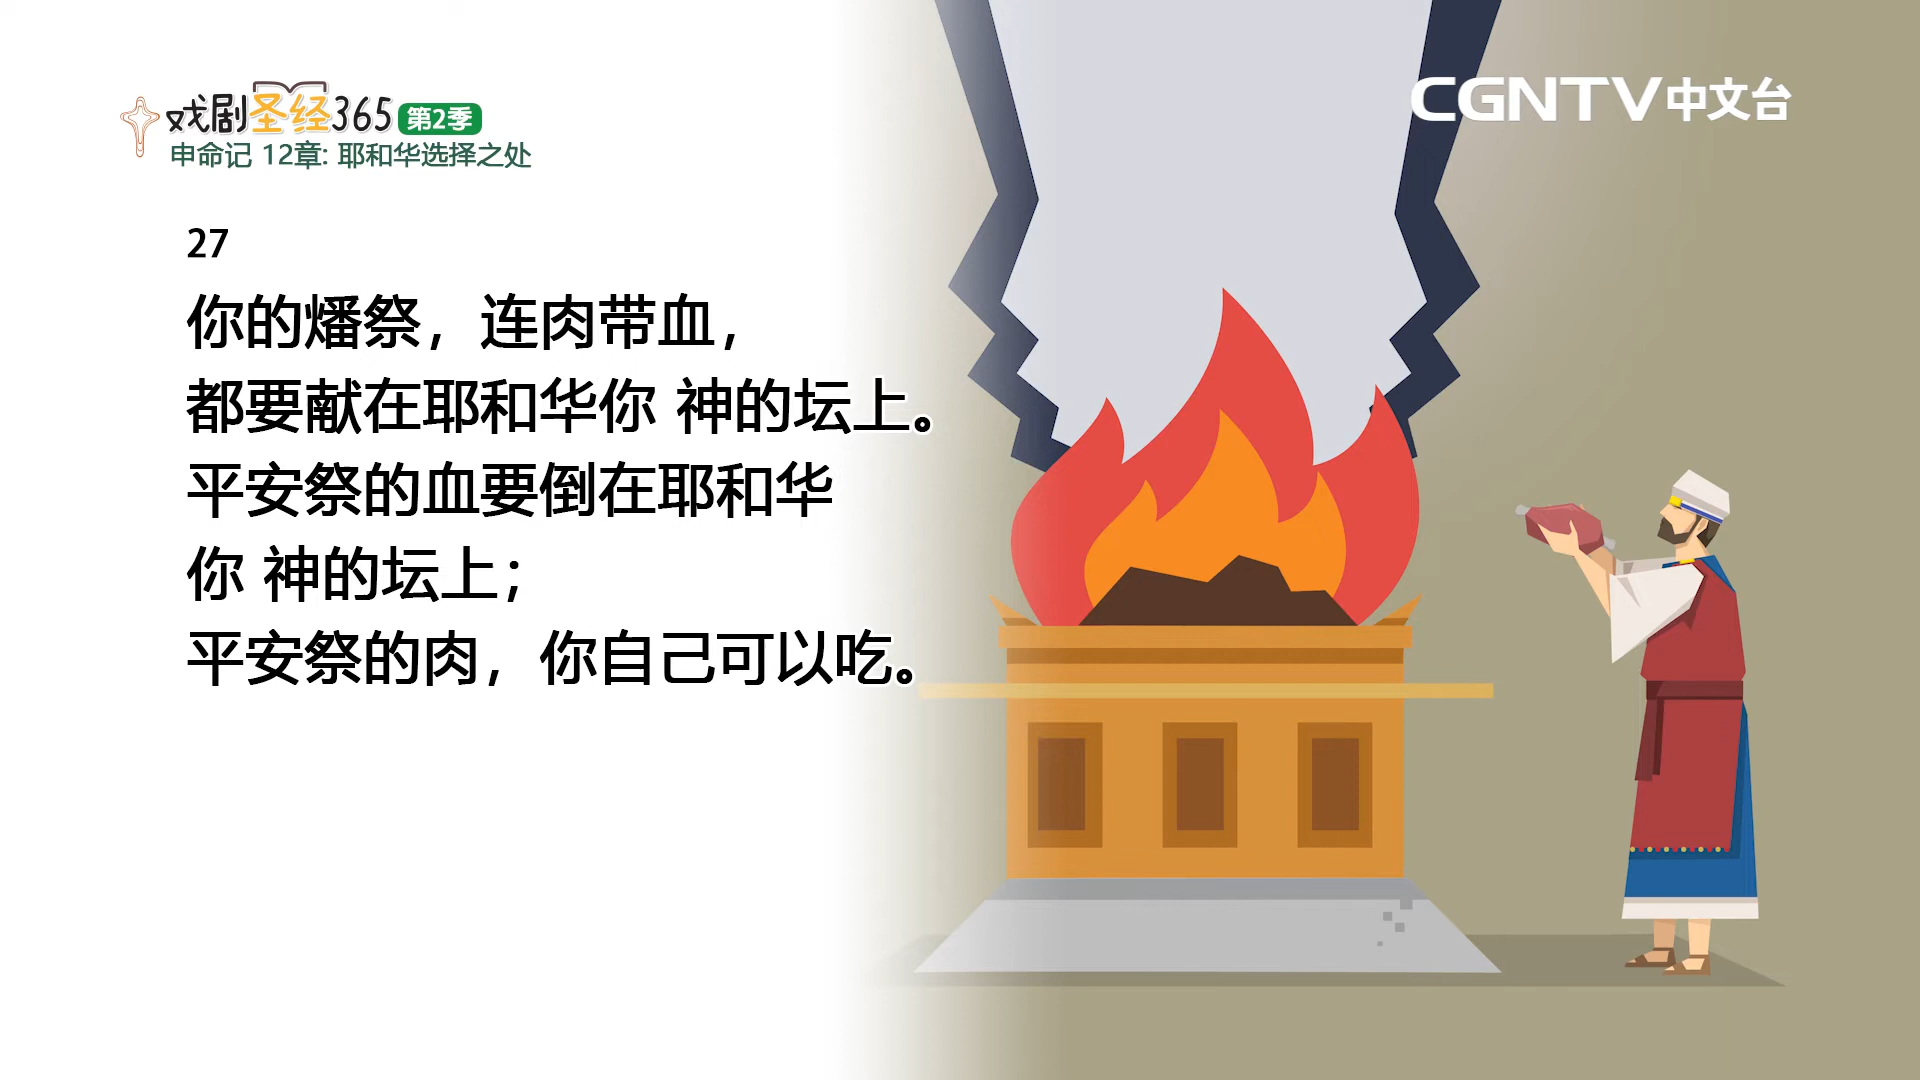 戏剧圣经365 第2季
申命记 12章: 耶和华选择之处
CGNTV中文台
27
你的燔祭，连肉带血，
都要献在耶和华你 神的坛上。
平安祭的血要倒在耶和华
你 神的坛上；
平安祭的肉，你自己可以吃。